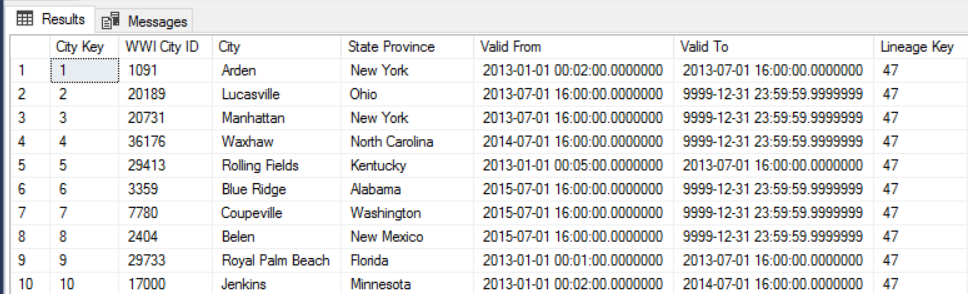 Results Messages
City Key WWI City ID City State Province Valid From Valid To Lineage Key
1 1 1091 Arden New York 2013-01-01 00:02:00.0000000 2013-07-01 16:00:00.0000000 47
2 2 20189 Lucasville Ohio 2013-07-01 16:00:00.0000000 9999-12-31 23:59:59.9999999 47
3 3 20731 Manhattan New York 2013-07-01 16:00:00.0000000 9999-12-31 23:59:59.9999999 47
4 4 36176 Waxhaw North Carolina 2014-07-01 16:00:00.0000000 9999-12-31 23:59:59.9999999 47
5 5 29413 Rolling Fields Kentucky 2013-01-01 00:05:00.0000000 2013-07-01 16:00:00.0000000 47
6 6 3359 Blue Ridge Alabama 2015-07-01 16:00:00.0000000 9999-12-31 23:59:59.9999999 47
7 7 7780 Coupeville Washington 2015-07-01 16:00:00.0000000 9999-12-31 23:59:59.9999999 47
8 8 2404 Belen New Mexico 2015-07-01 16:00:00.0000000 9999-12-31 23:59:59.9999999 47
9 9 29733 Royal Palm Beach Florida 2013-01-01 00:01:00.0000000 2013-07-01 16:00:00.0000000 47
10 10 17000 Jenkins Minnesota 2013-01-01 00:02:00.0000000 2014-07-01 16:00:00.0000000 47